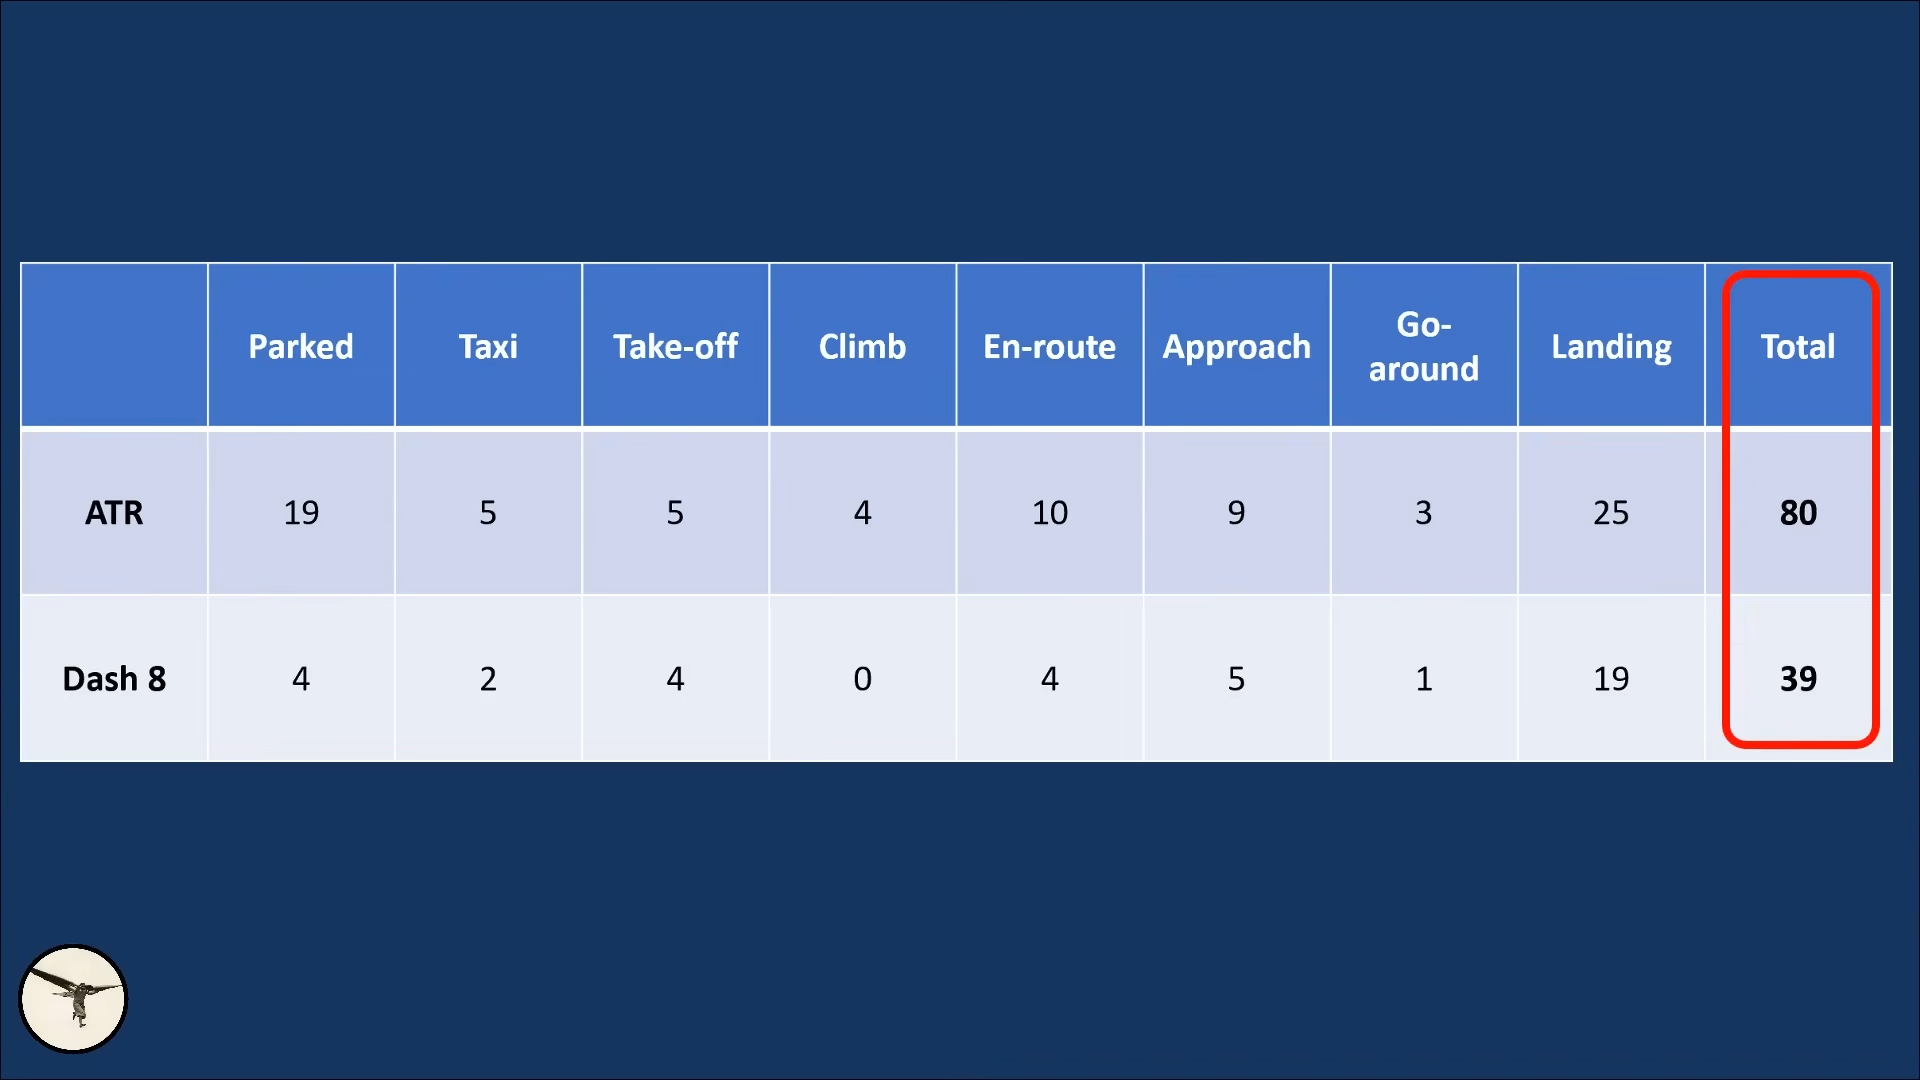 Parked Taxi Take-off Climb En-route Approach Go-around Landing Total
ATR 19 5 5 4 10 9 3 25 80
Dash 8 4 2 4 0 4 5 1 19 39